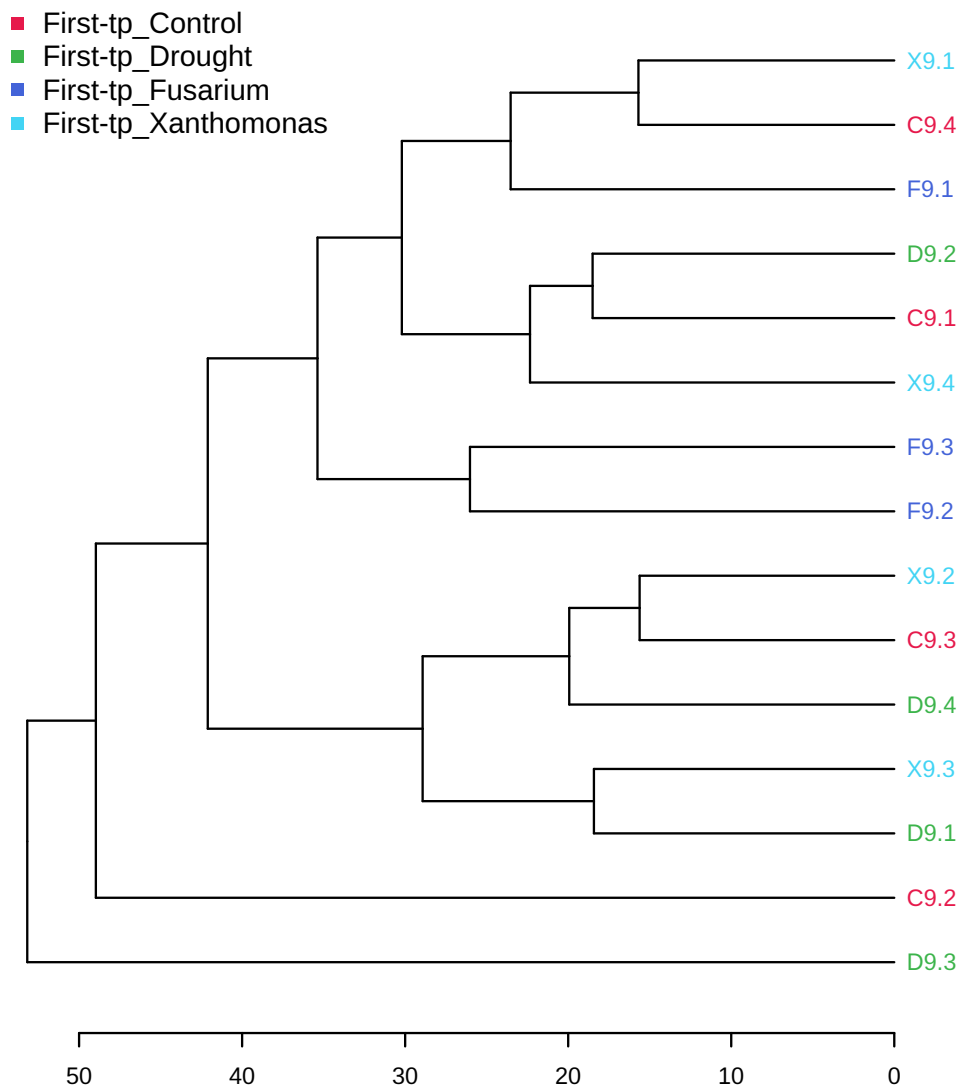 First-tp_Control
First-tp_Drought
First-tp_Fusarium
First-tp_Xanthomonas
X9.1
C9.4
F9.1
D9.2
C9.1
X9.4
F9.3
F9.2
X9.2
C9.3
D9.4
X9.3
D9.1
C9.2
D9.3
50 40 30 20 10 0